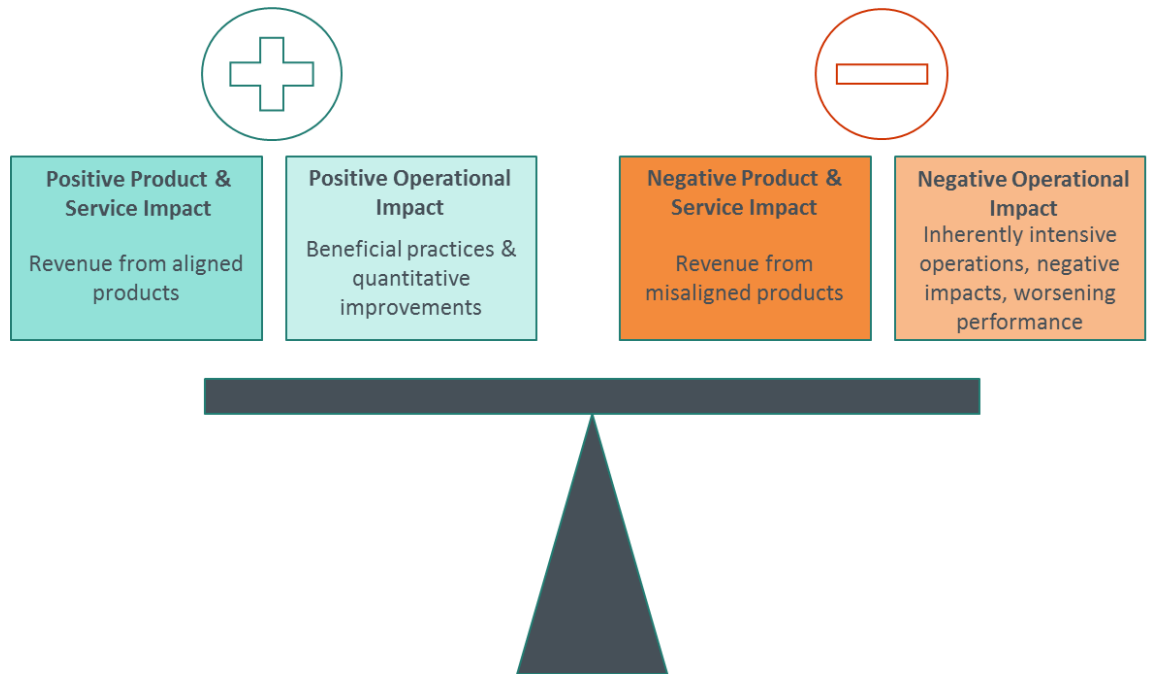 Positive Product &
Service Impact
Revenue from aligned
products
Positive Operational
Impact
Beneficial practices &
quantitative
improvements
Negative Product &
Service Impact
Revenue from
misaligned products
Negative Operational
Impact
Inherently intensive
operations, negative
impacts, worsening
performance